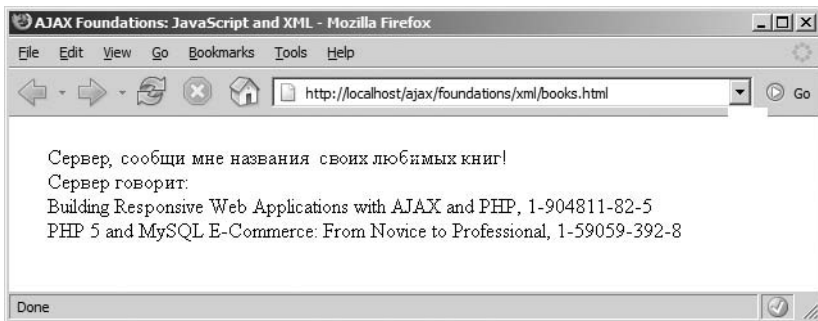 AJAX Foundations: JavaScript and XML - Mozilla Firefox
File Edit View Go Bookmarks Tools Help
http://localhost/ajax/foundations/xml/books.html Go
Сервер, сообщи мне названия своих любимых книг!
Сервер говорит:
Building Responsive Web Applications with AJAX and PHP, 1-904811-82-5
PHP 5 and MySQL E-Commerce: From Novice to Professional, 1-59059-392-8
Done